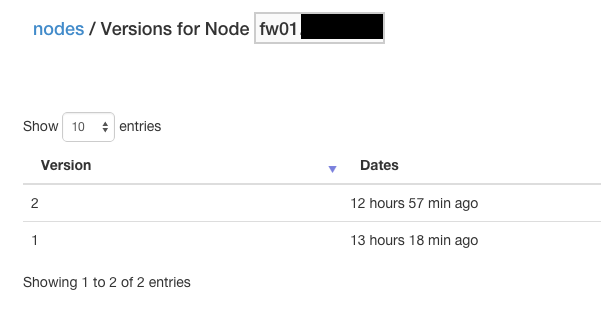 nodes / Versions for Node fw01.
Show 10 entries
Version Dates
2 12 hours 57 min ago
1 13 hours 18 min ago
Showing 1 to 2 of 2 entries